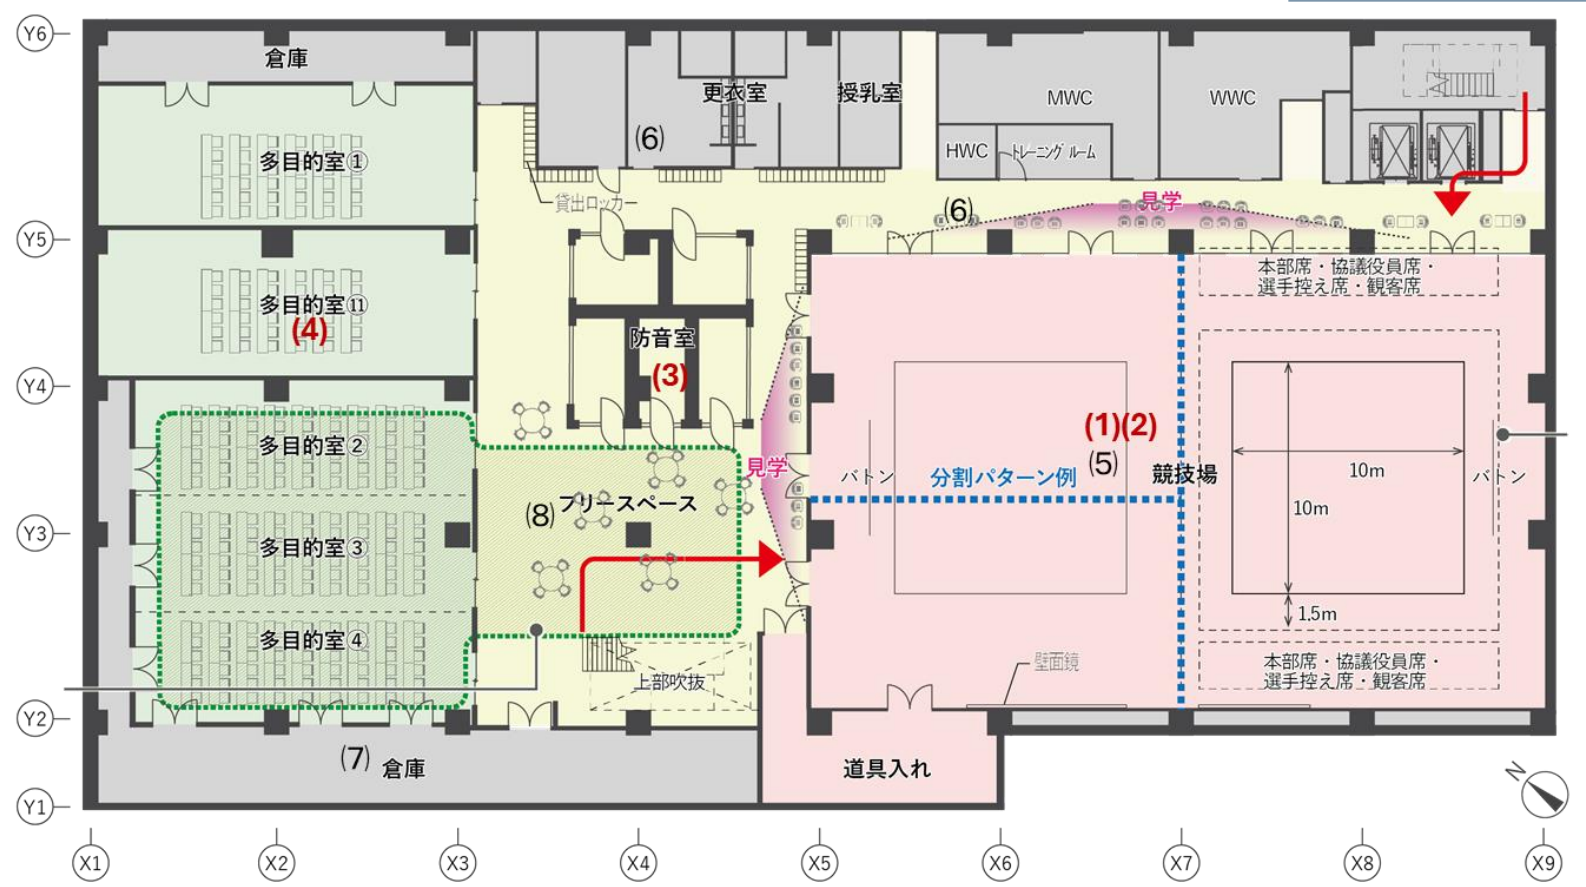 Y6
倉庫
更衣室
授乳室
MWC
WWC
(6)
HWC
トレーニング ルーム
多目的室①
貸出ロッカー
(6)
見学
Y5
本部席・協議役員席・
選手控え席・観客席
多目的室⑪
(4)
防音室
(3)
Y4
(1)(2)
(5)
多目的室②
見学
バトン
分割パターン例
競技場
10m
バトン
(8)
フリースペース
10m
Y3
多目的室③
1.5m
多目的室④
上部吹抜
壁面鏡
本部席・協議役員席・
選手控え席・観客席
Y2
(7)
倉庫
道具入れ
N
Y1
X1
X2
X3
X4
X5
X6
X7
X8
X9